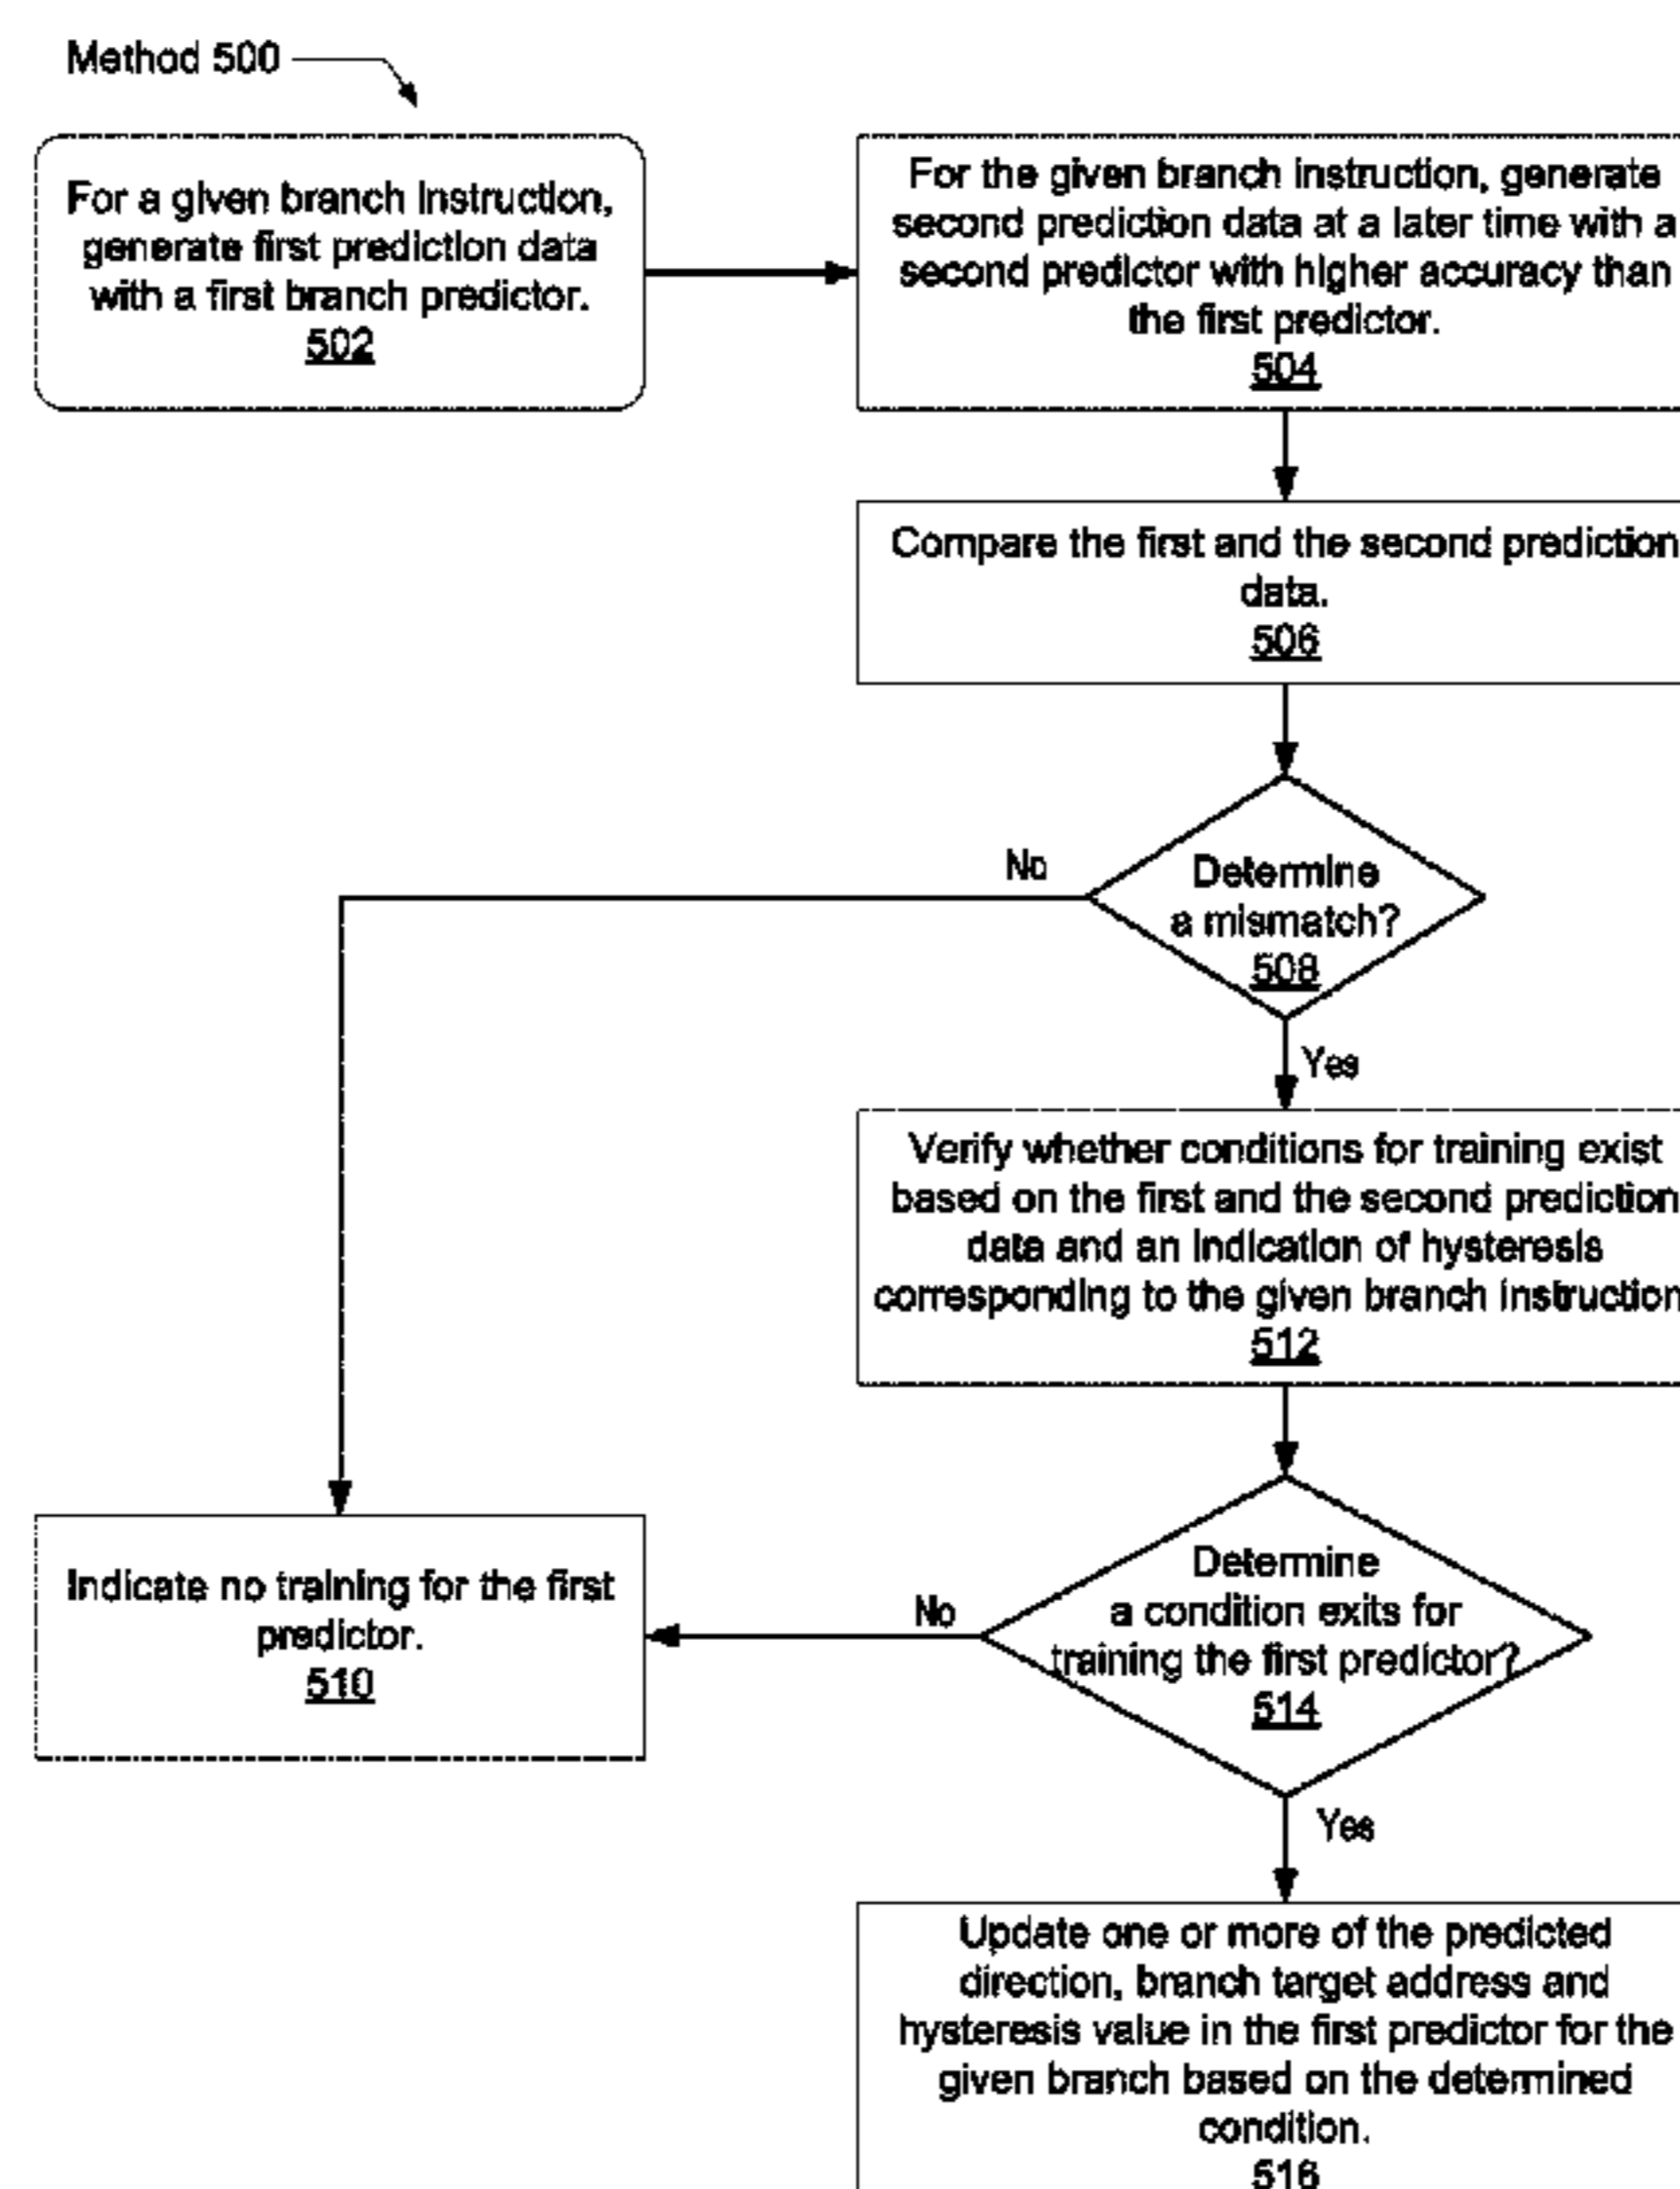 Method 500
For a given branch instruction,
generate first prediction data
with a first branch predictor.
502
For the given branch instruction, generate
second prediction data at a later time with a
second predictor with higher accuracy than
the first predictor.
504
Compare the first and the second prediction
data.
506
Determine
a mismatch?
508
No
Yes
Verify whether conditions for training exist
based on the first and the second prediction
data and an indication of hysteresis
corresponding to the given branch instruction
512
Determine
a condition exits for
training the first predictor?
514
No
Indicate no training for the first
predictor.
510
Yes
Update one or more of the predicted
direction, branch target address and
hysteresis value in the first predictor for the
given branch based on the determined
condition.
516